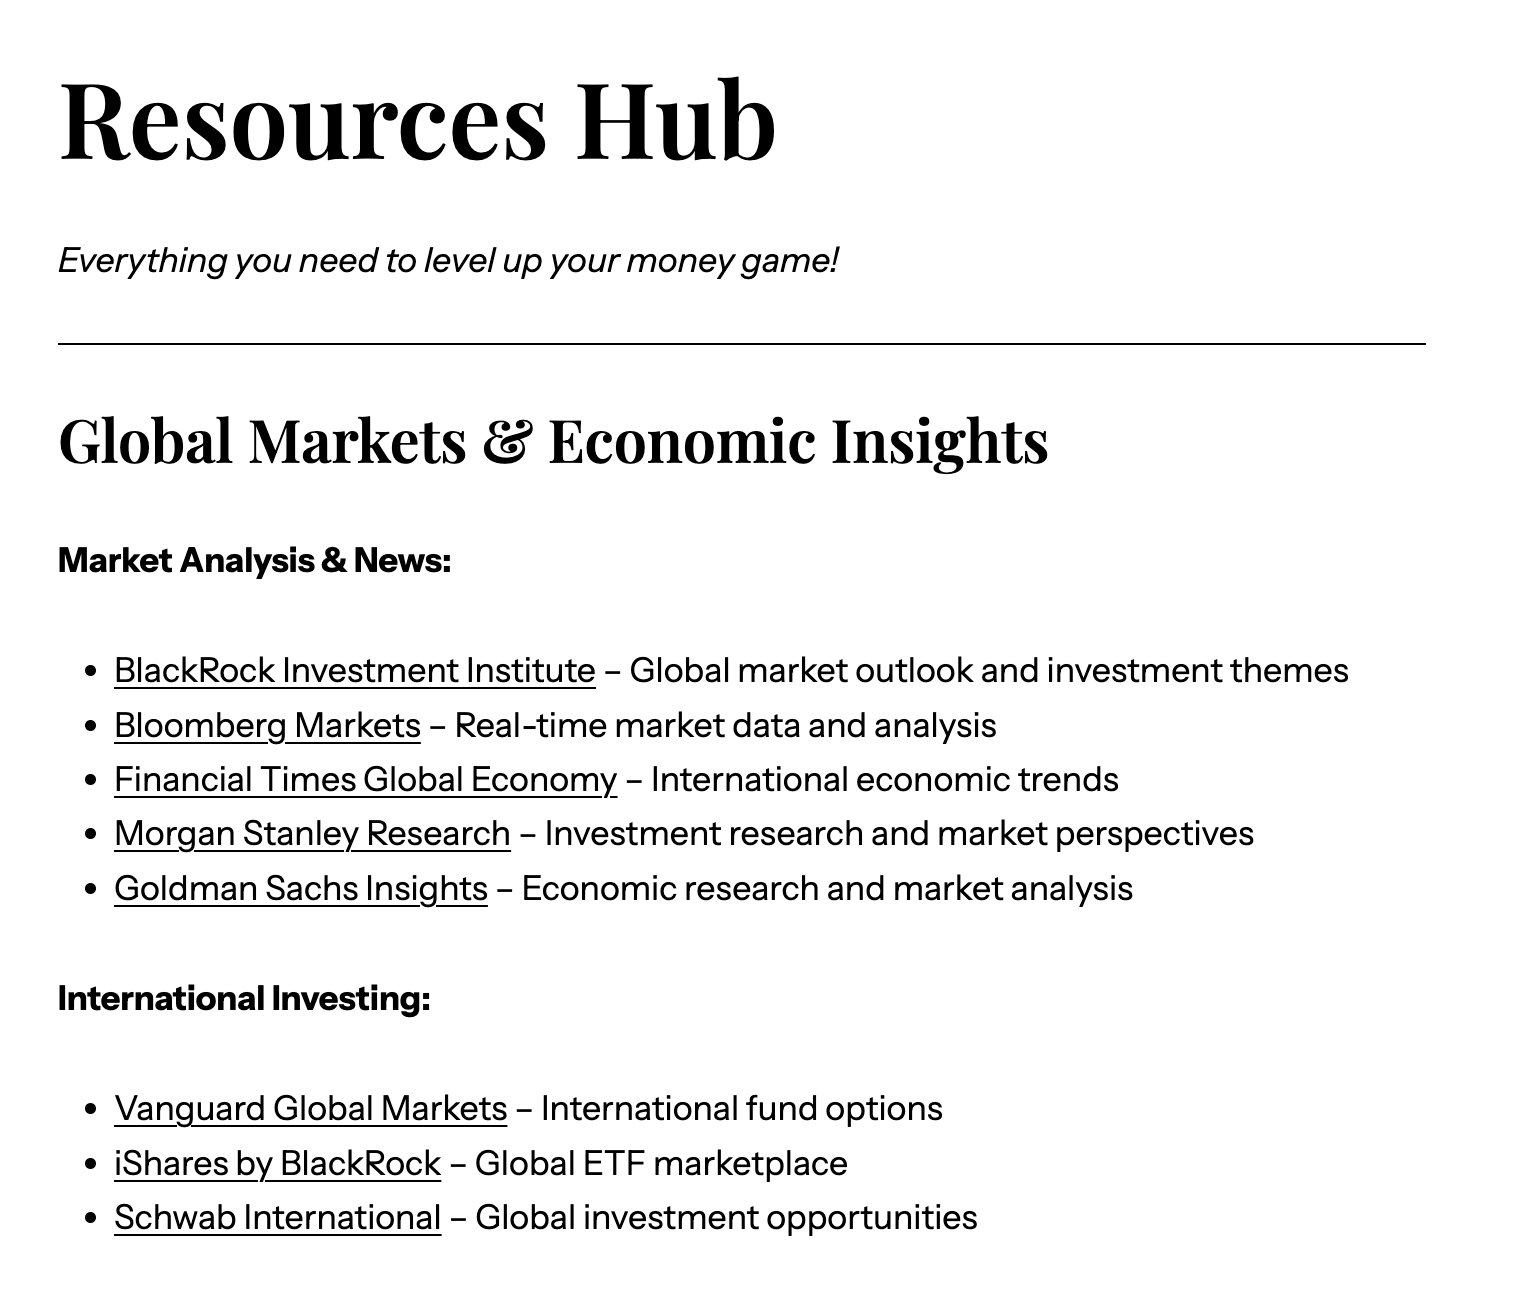 Resources Hub
Everything you need to level up your money game!
Global Markets & Economic Insights
Market Analysis & News:
• BlackRock Investment Institute – Global market outlook and investment themes
• Bloomberg Markets – Real-time market data and analysis
• Financial Times Global Economy – International economic trends
• Morgan Stanley Research – Investment research and market perspectives
• Goldman Sachs Insights – Economic research and market analysis
International Investing:
• Vanguard Global Markets – International fund options
• iShares by BlackRock – Global ETF marketplace
• Schwab International – Global investment opportunities